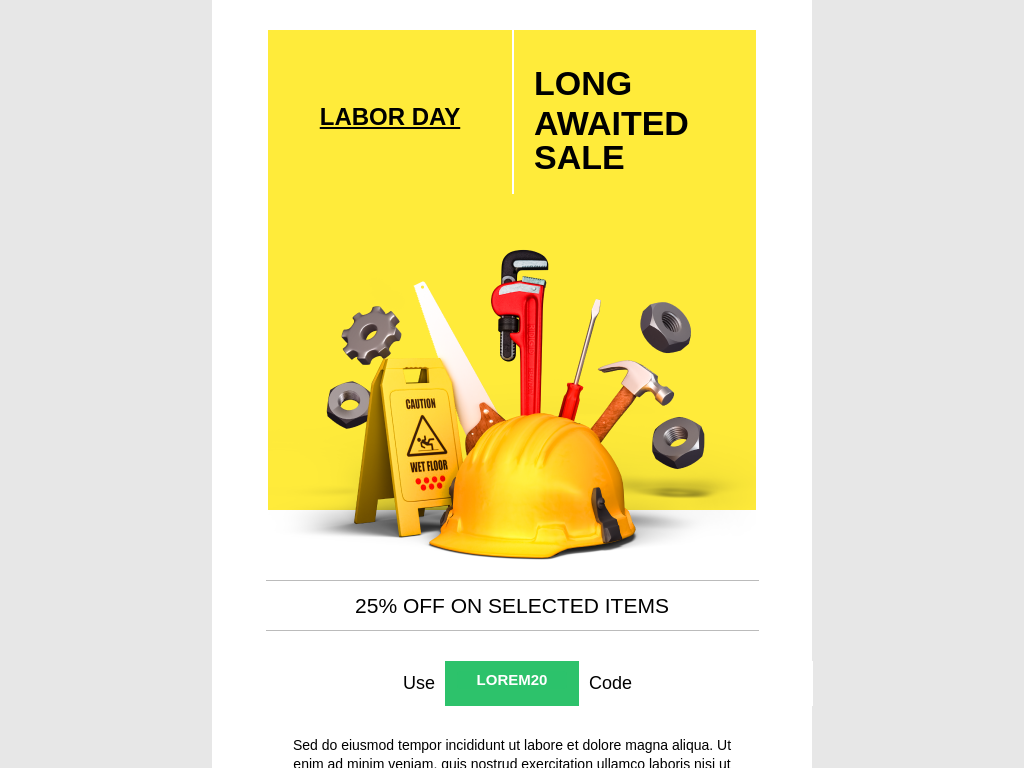 LABOR DAY
LONG
AWAITED
SALE
CAUTION
WET FLOOR
25% OFF ON SELECTED ITEMS
Use LOREM20 Code
Sed do eiusmod tempor incididunt ut labore et dolore magna aliqua. Ut
enim ad minim veniam, quis nostrud exercitation ullamco laboris nisi ut